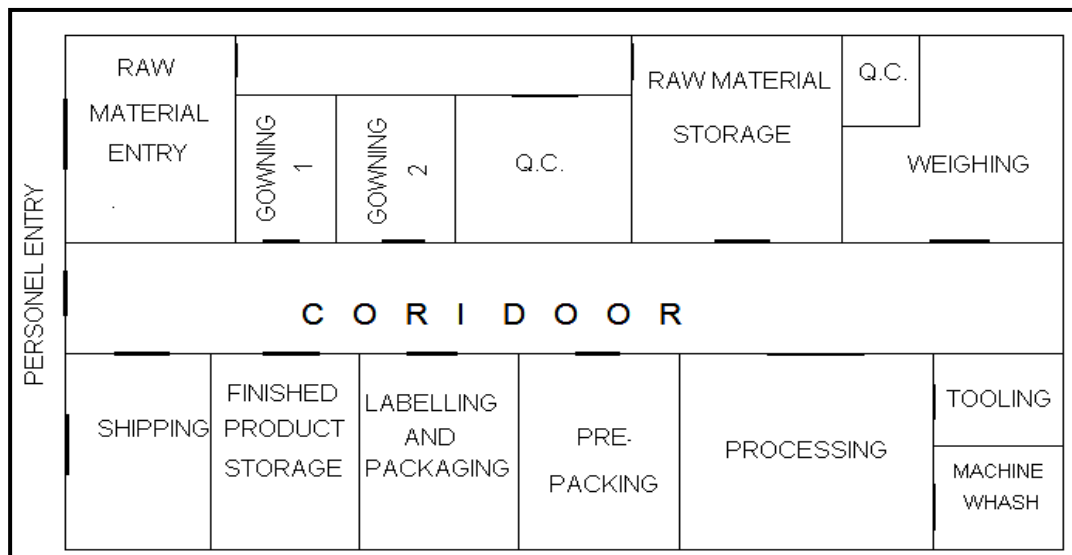 RAW
MATERIAL
ENTRY
GOWNING
1
GOWNING
2
Q.C.
RAW MATERIAL
STORAGE
Q.C.
WEIGHING
PERSONEL ENTRY
C O R I D O O R
SHIPPING
FINISHED
PRODUCT
STORAGE
LABELLING
AND
PACKAGING
PRE-
PACKING
PROCESSING
TOOLING
MACHINE
WHASH